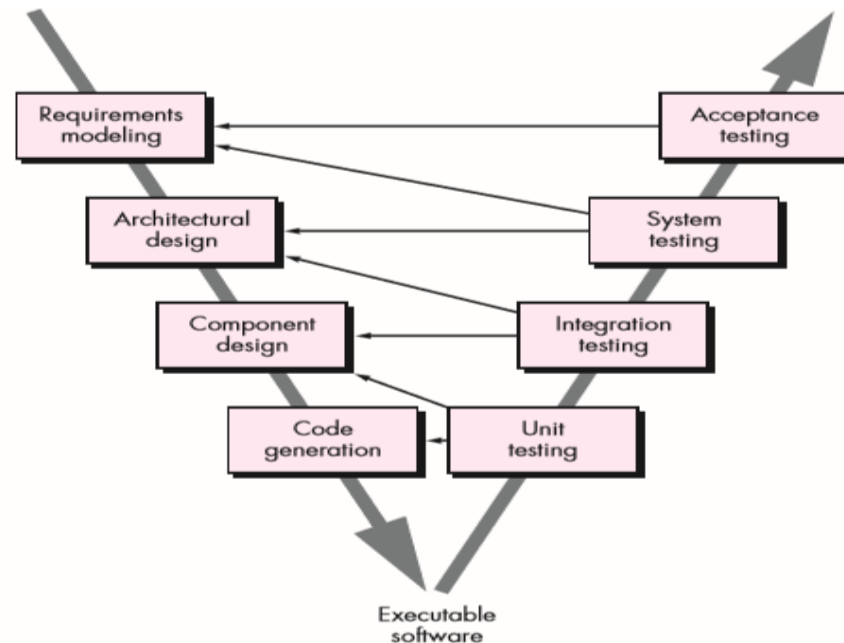 Requirements
modeling
Acceptance
testing
Architectural
design
System
testing
Component
design
Integration
testing
Code
generation
Unit
testing
Executable
software